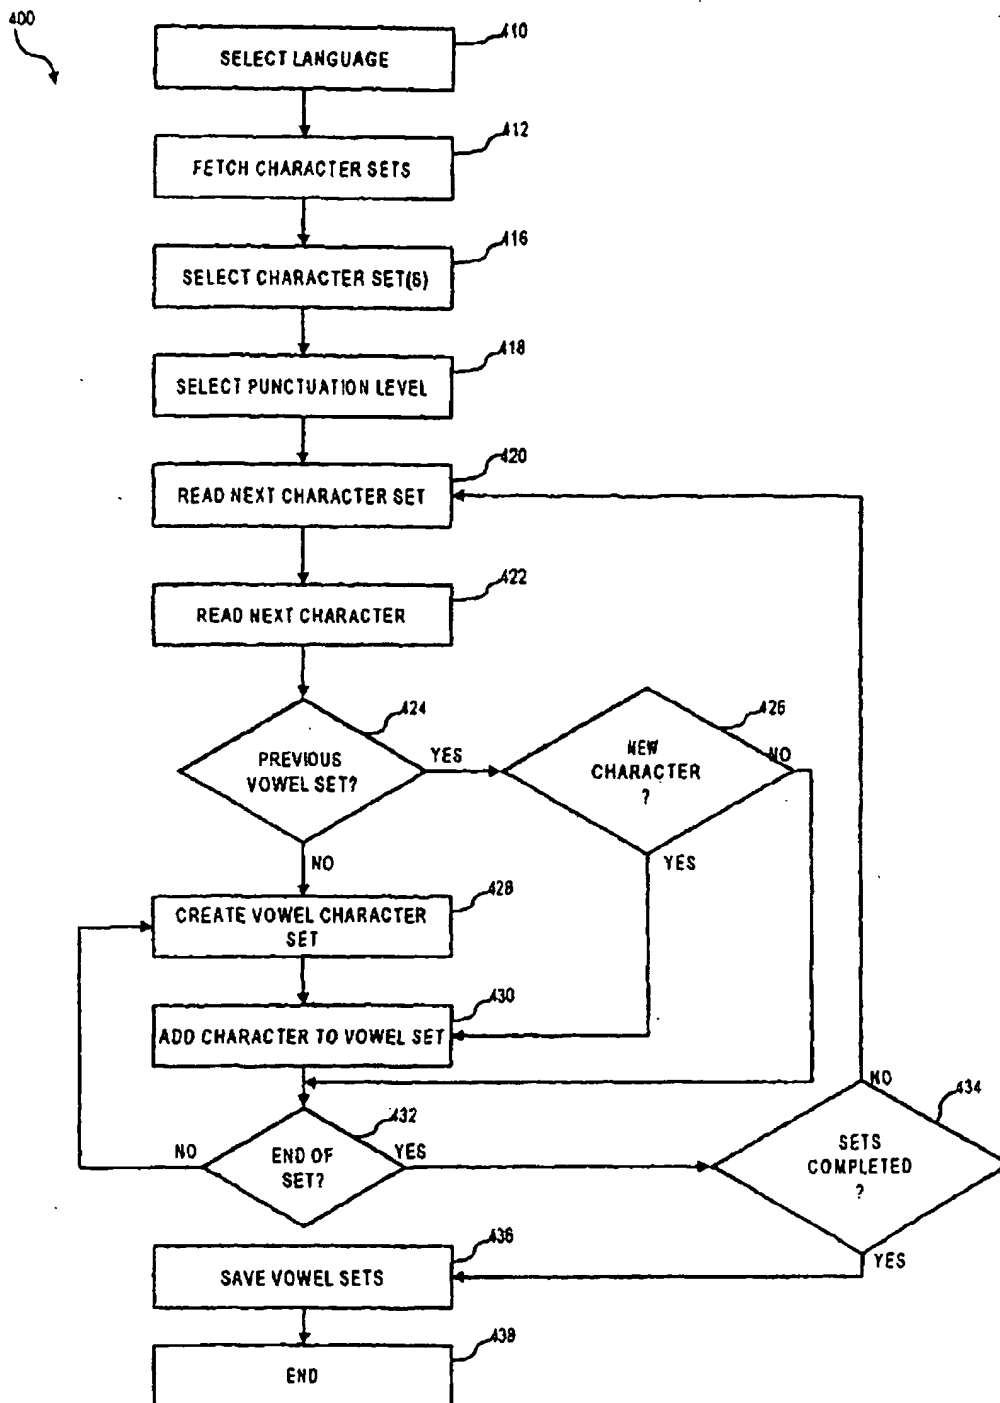 400
410
SELECT LANGUAGE
412
FETCH CHARACTER SETS
416
SELECT CHARACTER SET(S)
418
SELECT PUNCTUATION LEVEL
420
READ NEXT CHARACTER SET
422
READ NEXT CHARACTER
424
PREVIOUS
VOWEL SET?
YES
NO
426
NEW
CHARACTER
?
NO
YES
428
CREATE VOWEL CHARACTER
SET
430
ADD CHARACTER TO VOWEL SET
432
END OF
SET?
NO
YES
434
SETS
COMPLETED
?
NO
YES
436
SAVE VOWEL SETS
438
END